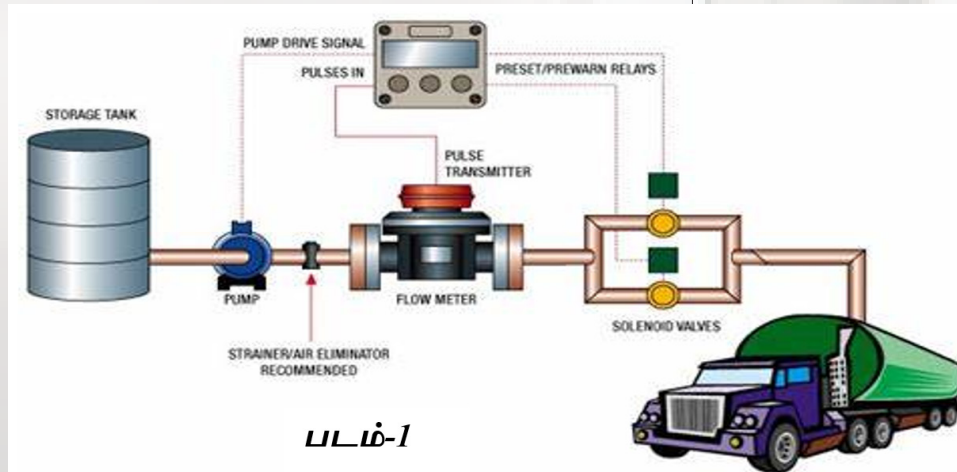 PUMP DRIVE SIGNAL
PULSES IN
PRESET/PREWARN RELAYS
STORAGE TANK
PULSE
TRANSMITTER
PUMP
FLOW METER
SOLENOID VALVES
STRAINER/AIR ELIMINATOR
RECOMMENDED
படம்-1